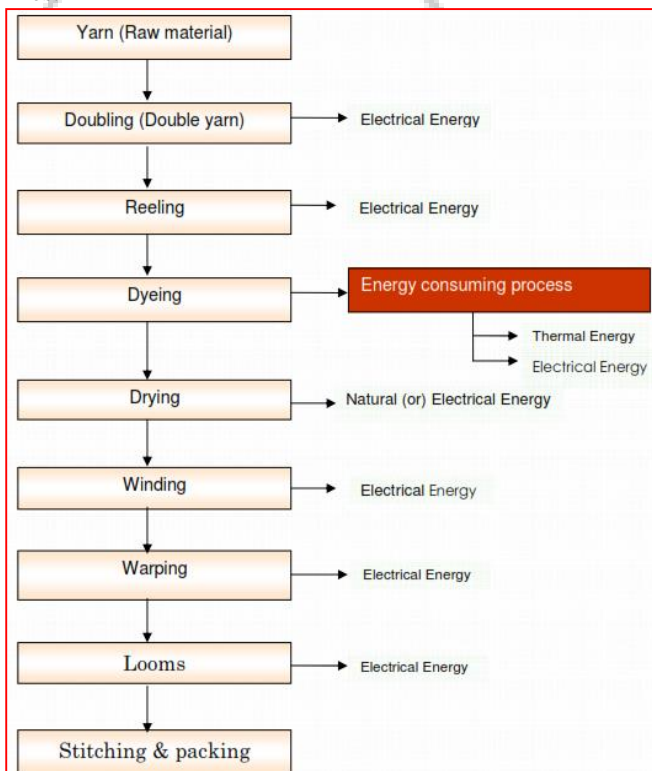 Yarn (Raw material)
Doubling (Double yarn)
Electrical Energy
Reeling
Electrical Energy
Dyeing
Energy consuming process
Thermal Energy
Electrical Energy
Drying
Natural (or) Electrical Energy
Winding
Electrical Energy
Warping
Electrical Energy
Looms
Electrical Energy
Stitching & packing